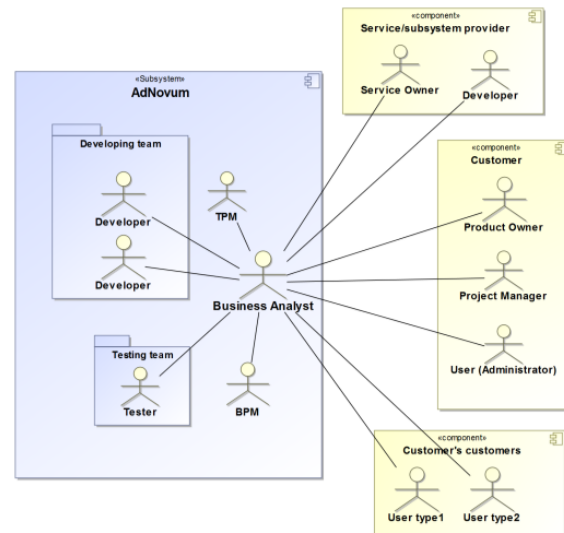 «component»
Service/subsystem provider
Service Owner
Developer
«Subsystem»
AdNovum
Developing team
Developer
TPM
Developer
Business Analyst
Testing team
Tester
BPM
«component»
Customer
Product Owner
Project Manager
User (Administrator)
«component»
Customer's customers
User type1
User type2